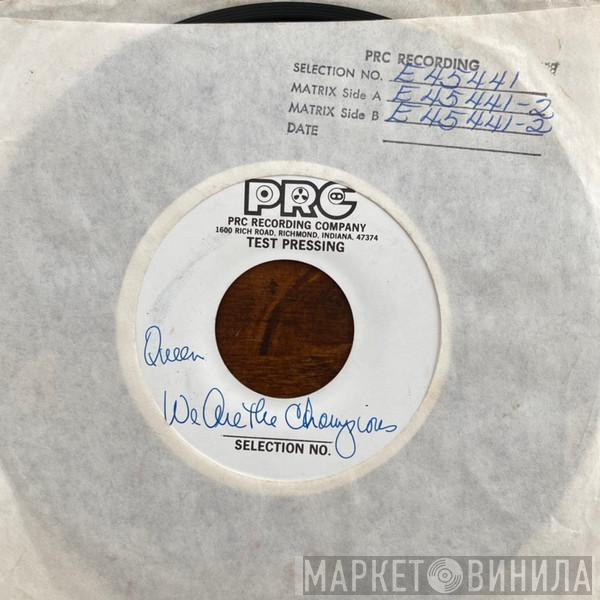 PRC RECORDING
SELECTION NO. E 45441
MATRIX Side A E 45441-2
MATRIX Side B E 45441-2
DATE
PRC
PRC RECORDING COMPANY
1600 RICH ROAD, RICHMOND, INDIANA, 47374
TEST PRESSING
Queen
We Are The Champions
SELECTION NO.
МАРКЕТ ВИНИЛА